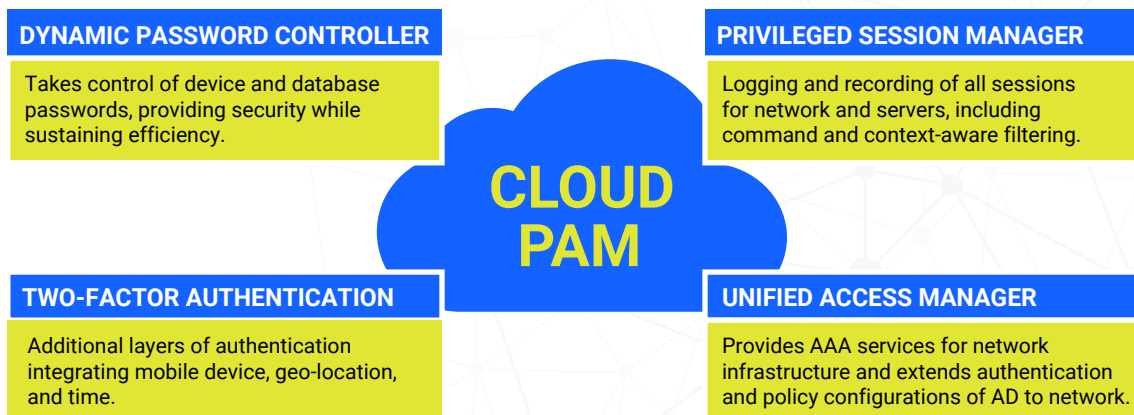 DYNAMIC PASSWORD CONTROLLER
Takes control of device and database
passwords, providing security while
sustaining efficiency.
PRIVILEGED SESSION MANAGER
Logging and recording of all sessions
for network and servers, including
command and context-aware filtering.
CLOUD
PAM
TWO-FACTOR AUTHENTICATION
Additional layers of authentication
integrating mobile device, geo-location,
and time.
UNIFIED ACCESS MANAGER
Provides AAA services for network
infrastructure and extends authentication
and policy configurations of AD to network.